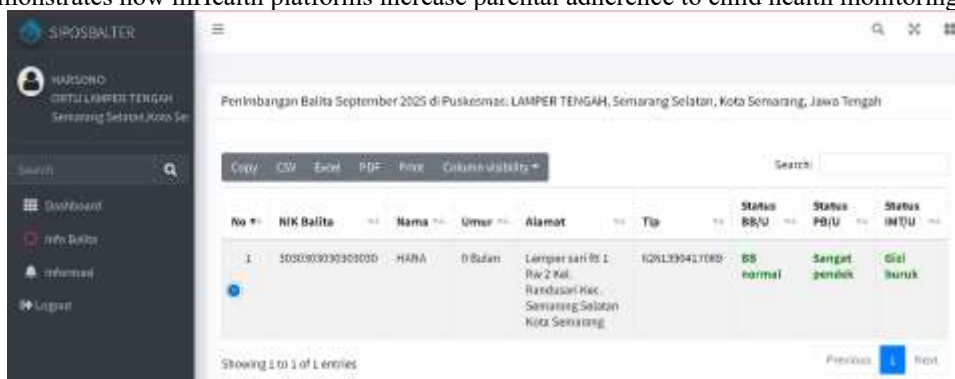 how mHealth platforms increase parental adherence to child health monitoring
SIPOSBALTER
HARSONO
ORTU LAMPER TENGAH
Semarang Selatan,Kota Se
Search
Dashboard
Info Balita
Informasi
Logout
Penimbangan Balita September 2025 di Puskesmas: LAMPER TENGAH, Semarang Selatan, Kota Semarang, Jawa Tengah
Copy CSV Excel PDF Print Column visibility
Search:
No NIK Balita Nama Umur Alamat Tlp Status BB/U Status PB/U Status IMT/U
1 HANA 0 Bulan Lamper sari Rt 1 BB Sangat Gizi
Rw 2 Kel. normal pendek buruk
Randusari Kec.
Semarang Selatan
Kota Semarang
Showing 1 to 1 of 1 entries
Previous 1 Next